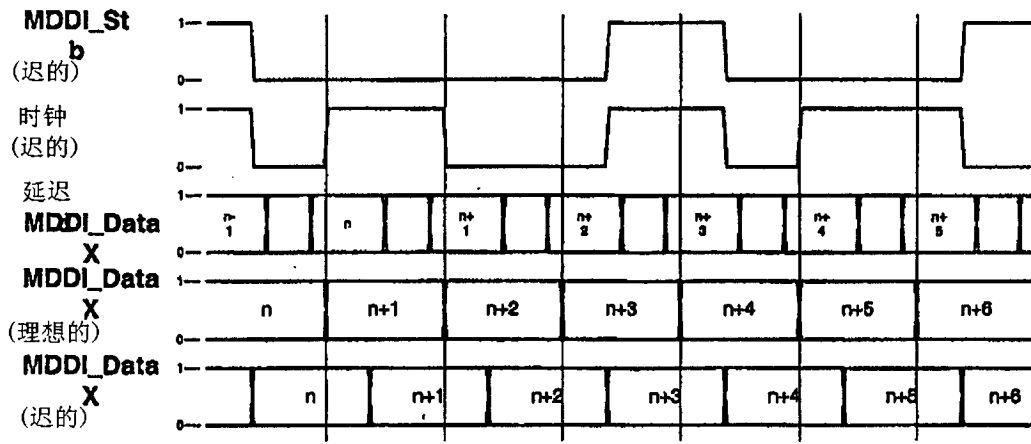 MDDI_St
b
(迟的)
1
0
时钟
(迟的)
1
0
延迟
MDDI_Data
X
1
0
n-1
n
n+1
n+2
n+3
n+4
n+5
MDDI_Data
X
(理想的)
1
0
n
n+1
n+2
n+3
n+4
n+5
n+6
MDDI_Data
X
(迟的)
1
0
n
n+1
n+2
n+3
n+4
n+5
n+6